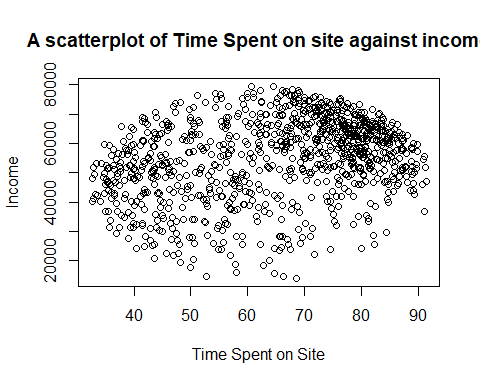 A scatterplot of Time Spent on site against incom
80000
60000
40000
20000
Income
40 50 60 70 80 90
Time Spent on Site